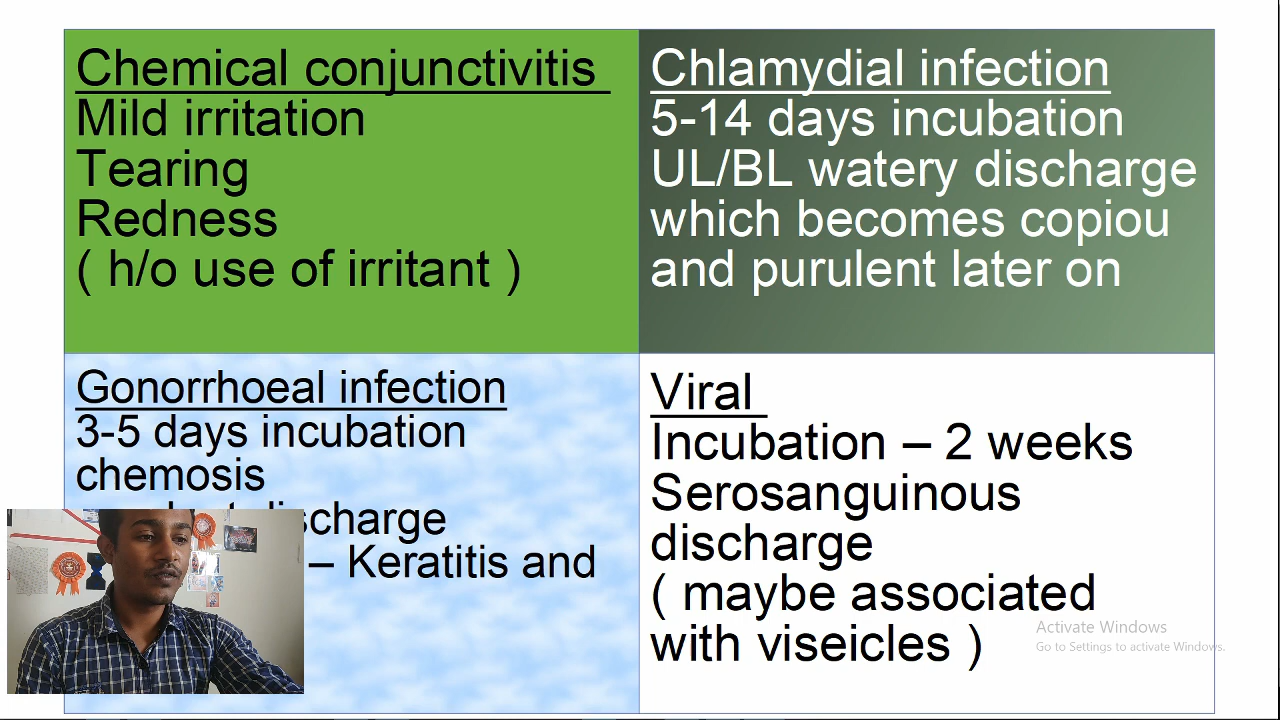 Chemical conjunctivitis
Mild irritation
Tearing
Redness
( h/o use of irritant )
Chlamydial infection
5-14 days incubation
UL/BL watery discharge
which becomes copiou
and purulent later on
Gonorrhoeal infection
3-5 days incubation
chemosis
discharge
– Keratitis and
Viral
Incubation – 2 weeks
Serosanguinous
discharge
( maybe associated
with viseicles )
Activate Windows
Go to Settings to activate Windows.